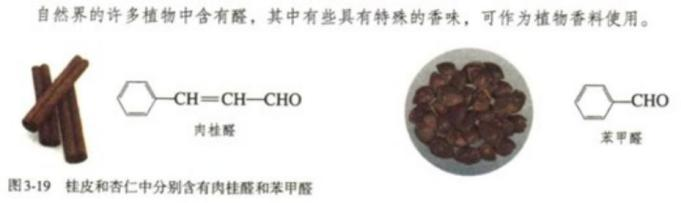 自然界的许多植物中含有醛，其中有些具有特殊的香味，可作为植物香料使用。
CH=CH—CHO
肉桂醛
CHO
苯甲醛
图3-19 桂皮和杏仁中分别含有肉桂醛和苯甲醛